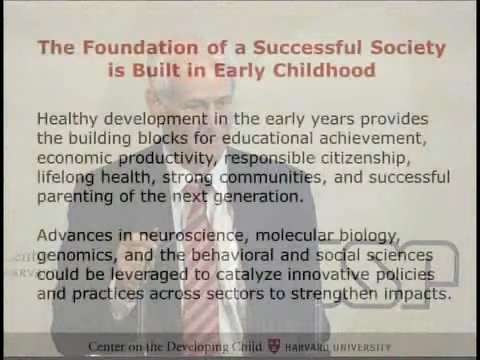 The Foundation of a Successful Society
is Built in Early Childhood
Healthy development in the early years provides
the building blocks for educational achievement,
economic productivity, responsible citizenship,
lifelong health, strong communities, and successful
parenting of the next generation.
Advances in neuroscience, molecular biology,
genomics, and the behavioral and social sciences
could be leveraged to catalyze innovative policies
and practices across sectors to strengthen impacts.
Center on the Developing Child HARVARD UNIVERSITY